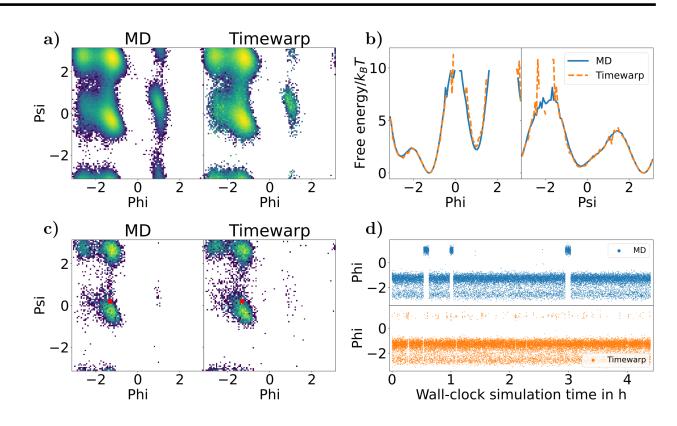 a) MD Timewarp
Psi
2
0
−2
−2 0 2 −2 0 2
Phi Phi
b)
Free energy/k_BT
10
5
0
MD
Timewarp
−2 0 2 −2 0 2
Phi Psi
c) MD Timewarp
Psi
2
0
−2
−2 0 2 −2 0 2
Phi Phi
d)
Phi
0
−2
MD
Phi
0
−2
Timewarp
0 1 2 3 4
Wall-clock simulation time in h